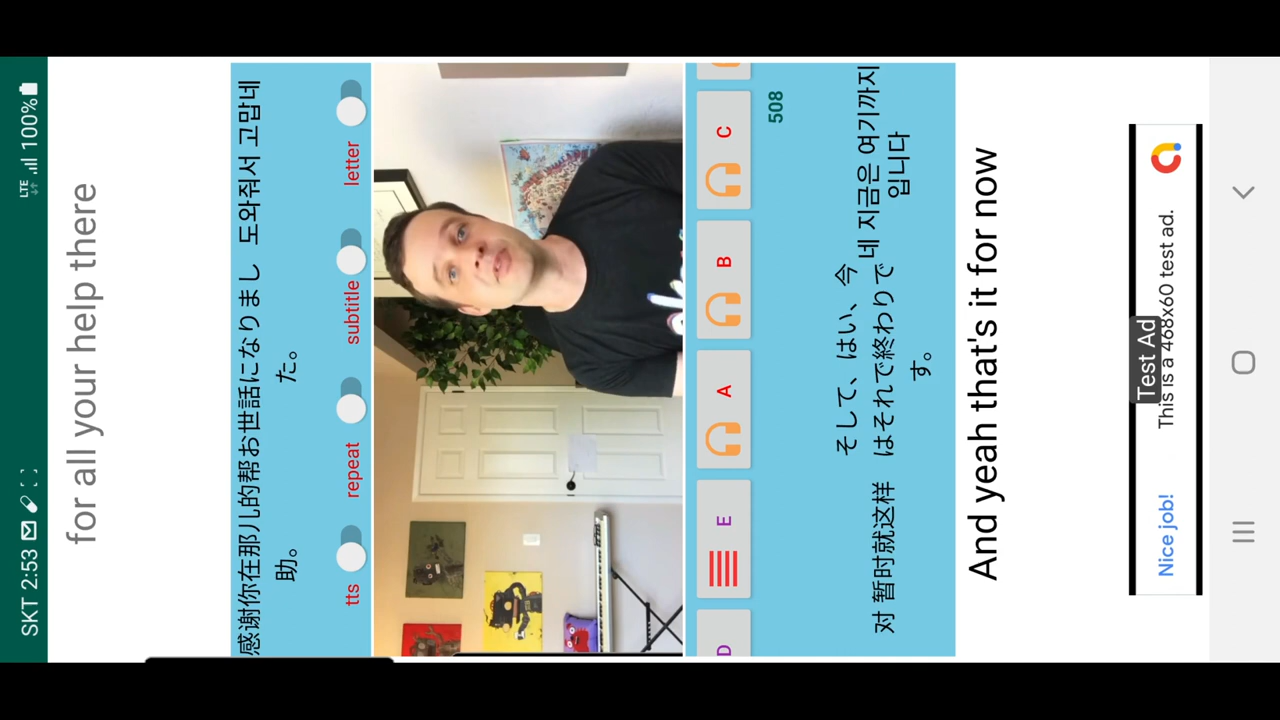 SKT 2:53 LTE 100%
for all your help there
感谢你在那儿的帮
助。
お世話になりまし
た。
도와줘서 고맙네
tts
repeat
subtitle
letter
D
E
A
B
C
508
对 暂时就这样
そして、はい、今
はそれで終わりで
す。
네 지금은 여기까지
입니다
And yeah that's it for now
Test Ad
Nice job!
This is a 468x60 test ad.